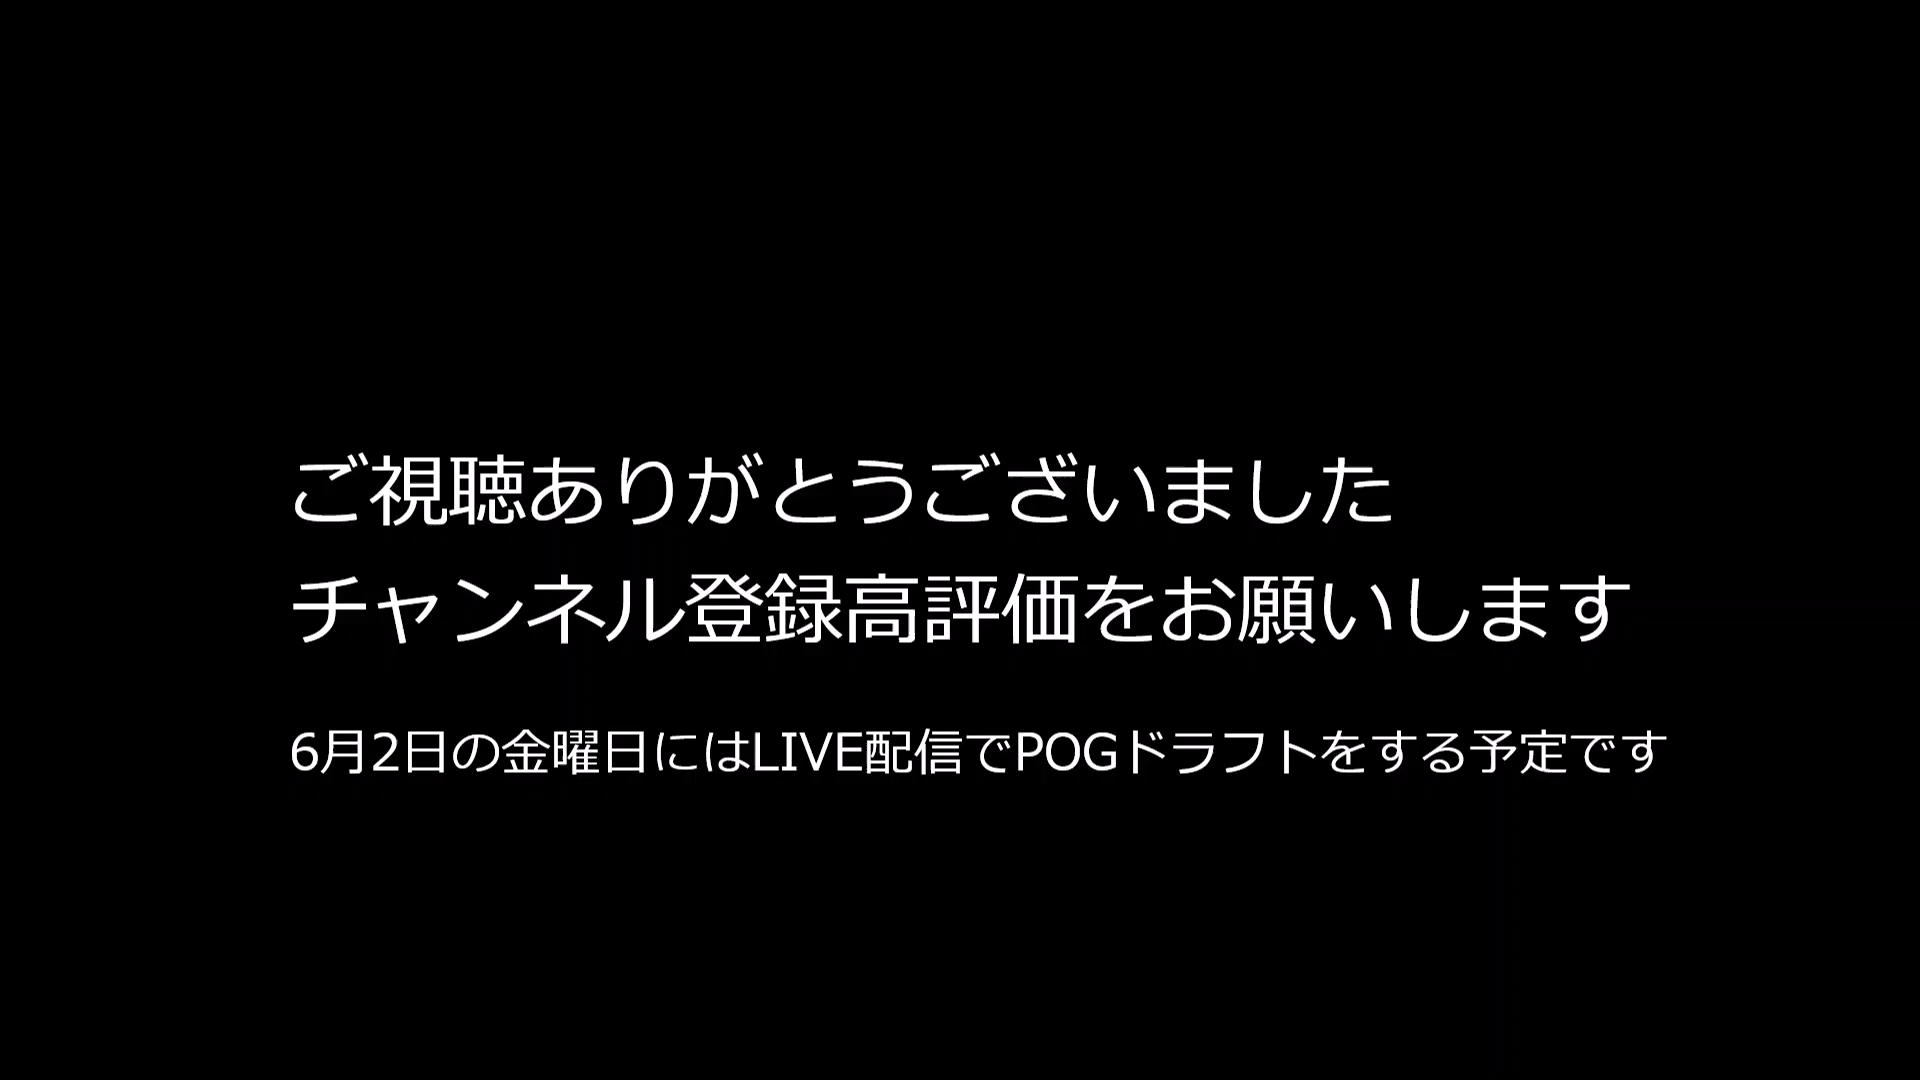 ご視聴ありがとうございました
チャンネル登録高評価をお願いします
6月2日の金曜日にはLIVE配信でPOGドラフトをする予定です